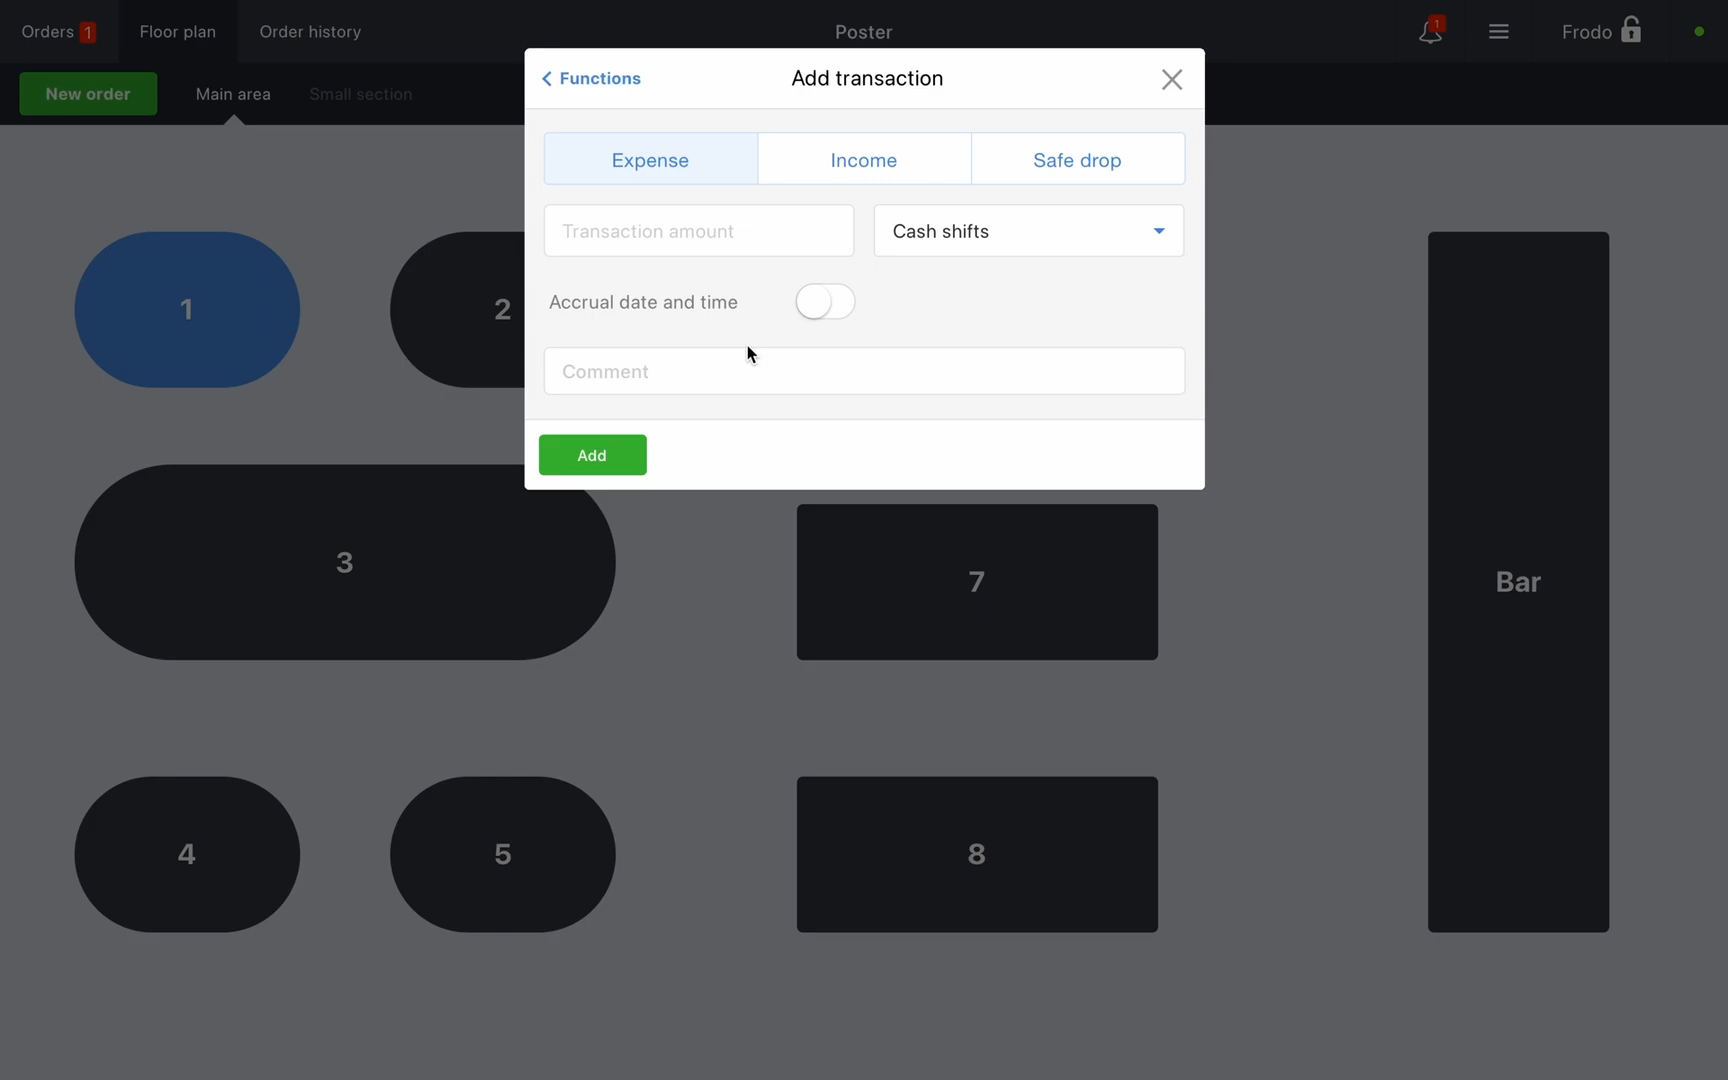 Orders 1 Floor plan Order history Poster 1 Frodo
New order Main area Small section
Functions Add transaction
Expense Income Safe drop
Transaction amount Cash shifts
Accrual date and time
Comment
Add
1
2
3
7
Bar
4
5
8